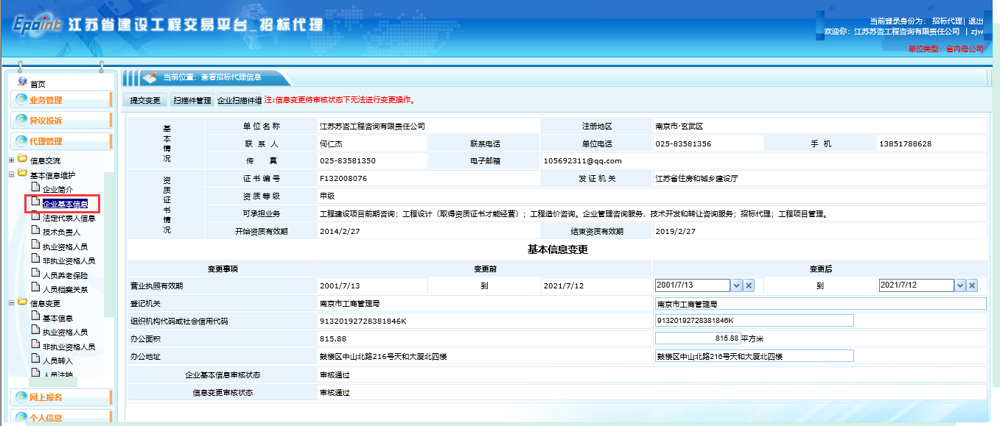 Epoint 江苏省建设工程交易平台_招标代理
当前登录身份为: 招标代理| 退出
欢迎你: 江苏苏咨工程咨询有限责任公司 | zjw
单位类型: 省内母公司
首页
业务管理
异议投诉
代理管理
信息交流
基本信息维护
企业简介
企业基本信息
法定代表人信息
技术负责人
执业资格人员
非执业资格人员
人员养老保险
人员档案关系
信息变更
基本信息
执业资格人员
非执业资格人员
人员转入
人员注销
网上报名
个人信息
当前位置: 查看招标代理信息
提交变更 扫描件管理 企业扫描件维 注:信息变更待审核状态下无法进行变更操作。
基本情况
单位名称 江苏苏咨工程咨询有限责任公司 注册地区 南京市·玄武区
联系人 何仁杰 联系电话 单位电话 025-83581356 手机 13851788628
传真 025-83581350 电子邮箱 105692311@qq.com
资质证书情况
证书编号 F132008076 发证机关 江苏省住房和城乡建设厅
资质等级 甲级
可承担业务 工程建设项目前期咨询; 工程设计（取得资质证书才能经营）; 工程造价咨询。企业管理咨询服务、技术开发和转让咨询服务; 招标代理; 工程项目管理。
开始资质有效期 2014/2/27 结束资质有效期 2019/2/27
基本信息变更
变更事项 变更前 变更后
营业执照有效期 2001/7/13 到 2021/7/12 2001/7/13 到 2021/7/12
登记机关 南京市工商管理局 南京市工商管理局
组织机构代码或社会信用代码 91320192728381846K 91320192728381846K
办公面积 815.88 815.88 平方米
办公地址 鼓楼区中山北路216号天和大厦北四楼 鼓楼区中山北路216号天和大厦北四楼
企业基本信息审核状态 审核通过
信息变更审核状态 审核通过